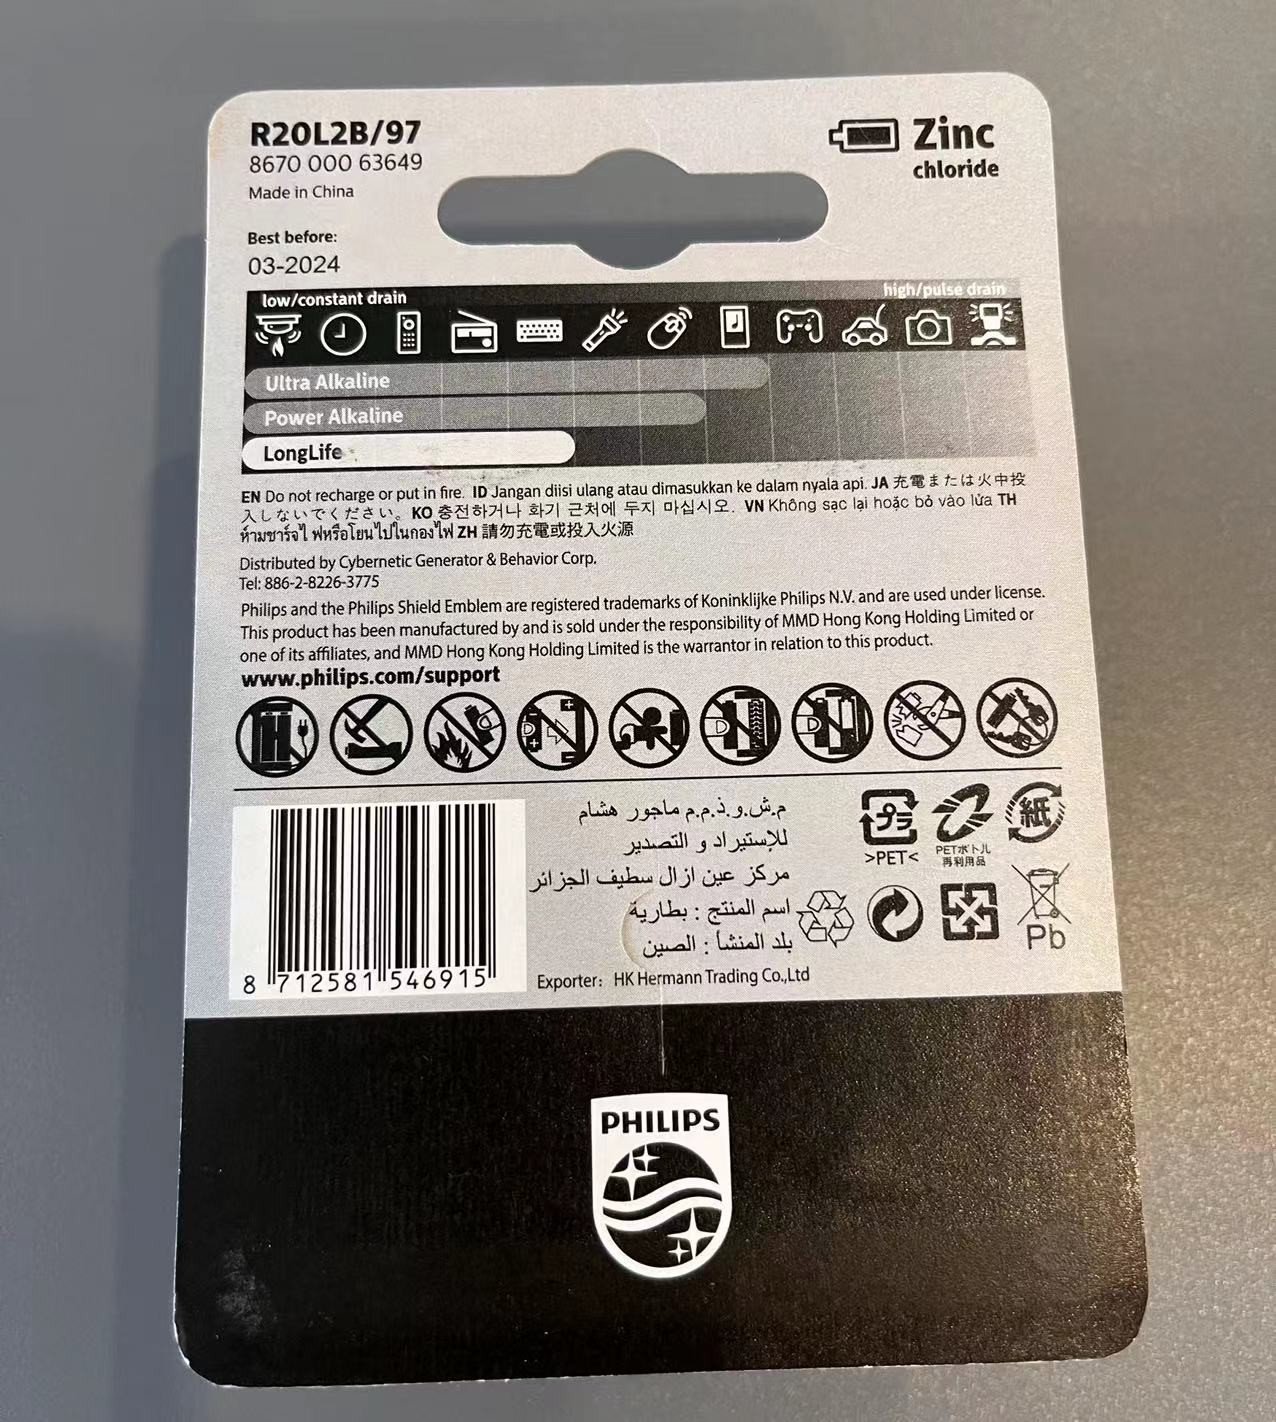 R20L2B/97
8670 000 63649
Made in China
Zinc
chloride
Best before:
03-2024
low/constant drain
high/pulse drain
Ultra Alkaline
Power Alkaline
LongLife
EN Do not recharge or put in fire. ID Jangan diisi ulang atau dimasukkan ke dalam nyala api. JA 充電または火中投
入しないでください。 KO 충전하거나 화기 근처에 두지 마십시오. VN Không sạc lại hoặc bỏ vào lửa TH
ห้ามชาร์จไ ฟหรือโยนไปในกองไฟ ZH 請勿充電或投入火源
Distributed by Cybernetic Generator & Behavior Corp.
Tel: 886-2-8226-3775
Philips and the Philips Shield Emblem are registered trademarks of Koninklijke Philips N.V. and are used under license.
This product has been manufactured by and is sold under the responsibility of MMD Hong Kong Holding Limited or
one of its affiliates, and MMD Hong Kong Holding Limited is the warrantor in relation to this product.
www.philips.com/support
م.ش.و.ذ.م.م ماجور هشام
للإستيراد و التصدير
مركز عين ازال سطيف الجزائر
اسم المنتج : بطارية
بلد المنشأ : الصين
Exporter: HK Hermann Trading Co.,Ltd
8 712581 546915
プラ
>PET<
PETボトル
再利用品
紙
Pb
PHILIPS